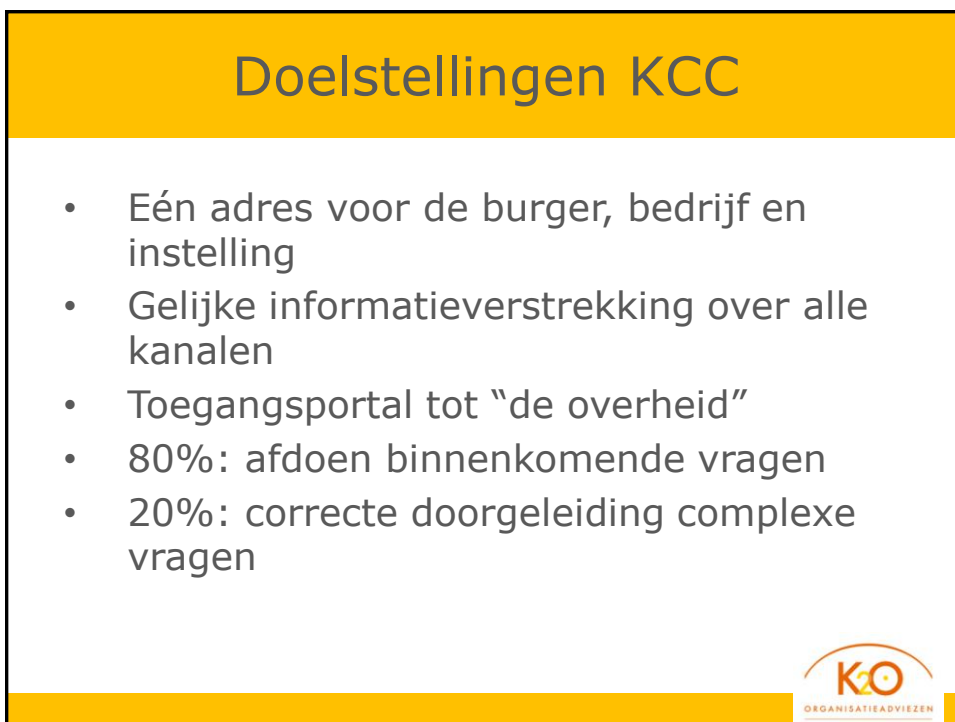 Doelstellingen KCC
• Eén adres voor de burger, bedrijf en
instelling
• Gelijke informatieverstrekking over alle
kanalen
• Toegangsportal tot “de overheid”
• 80%: afdoen binnenkomende vragen
• 20%: correcte doorgeleiding complexe
vragen
K2O
ORGANISATIEADVIEZEN